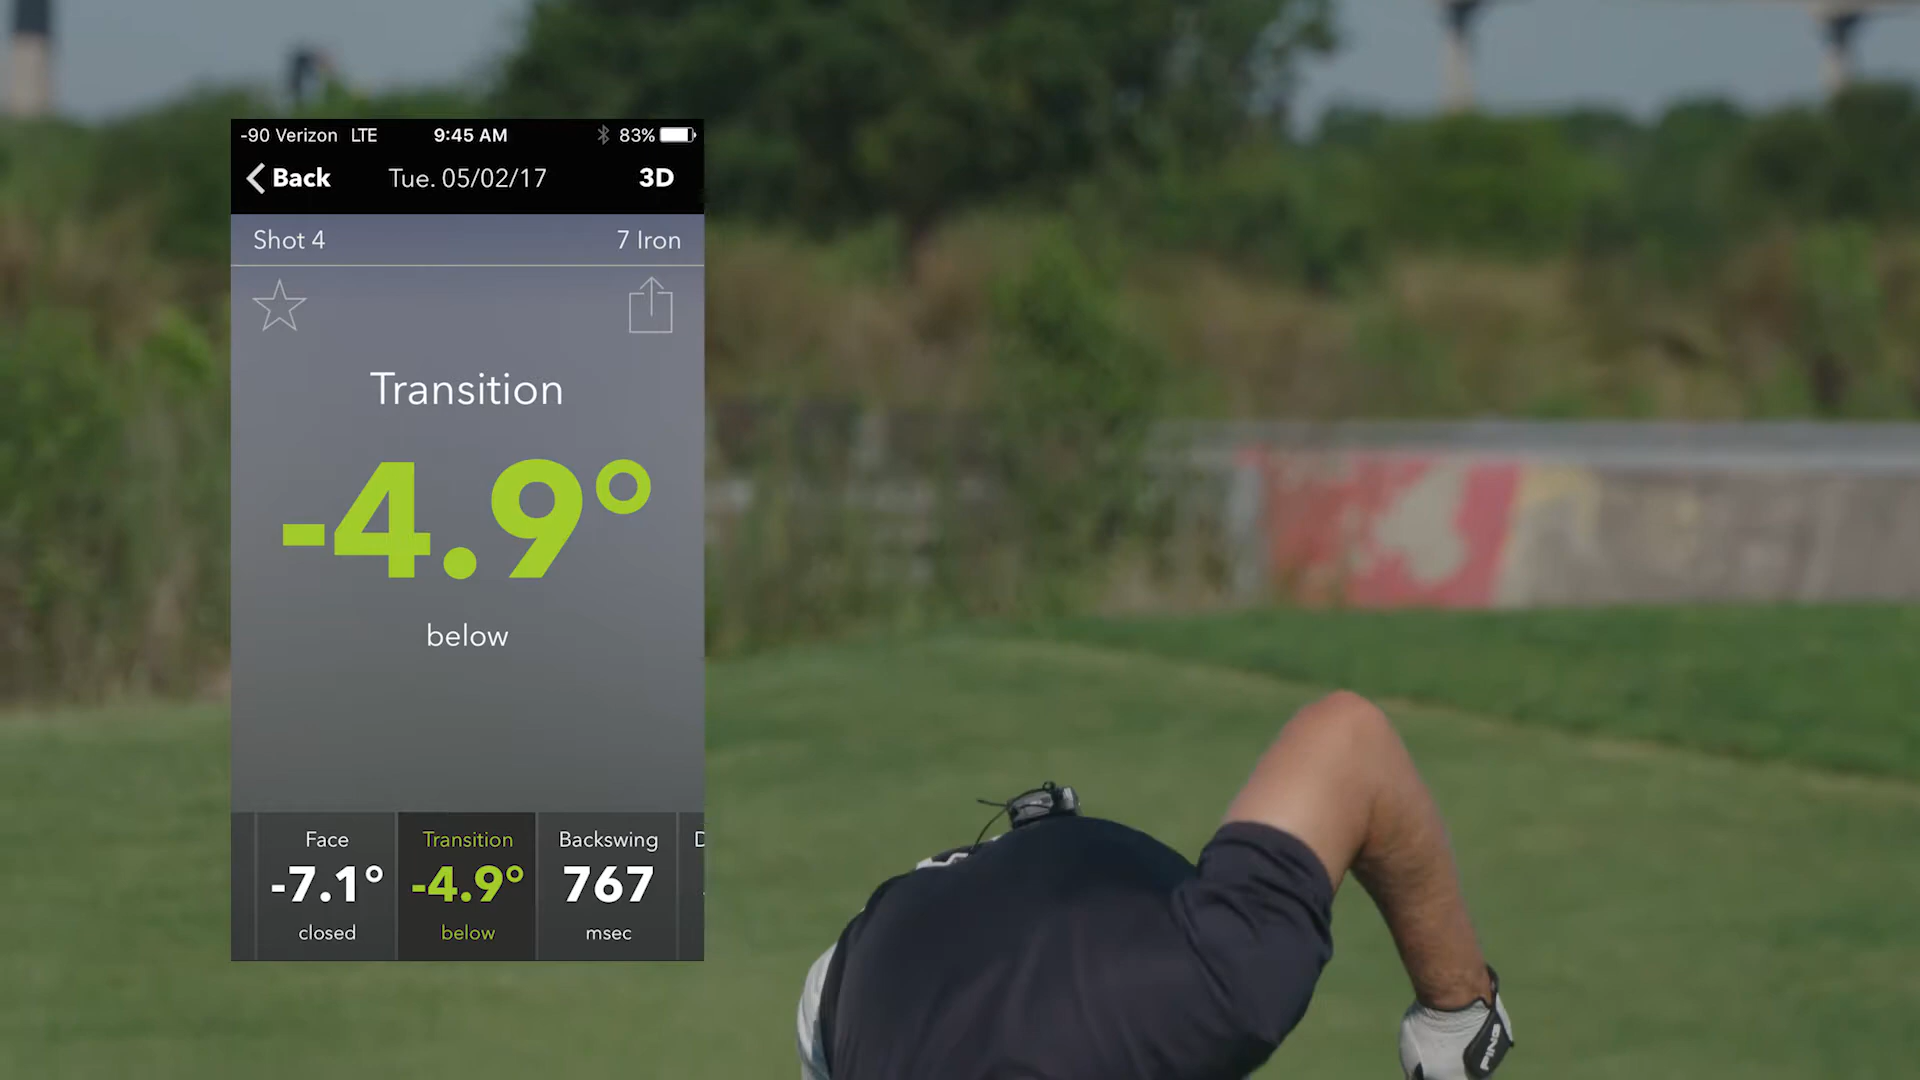 -90 Verizon LTE 9:45 AM 83%
Back Tue. 05/02/17 3D
Shot 4 7 Iron
Transition
-4.9°
below
Face Transition Backswing D
-7.1° -4.9° 767
closed below msec
PING